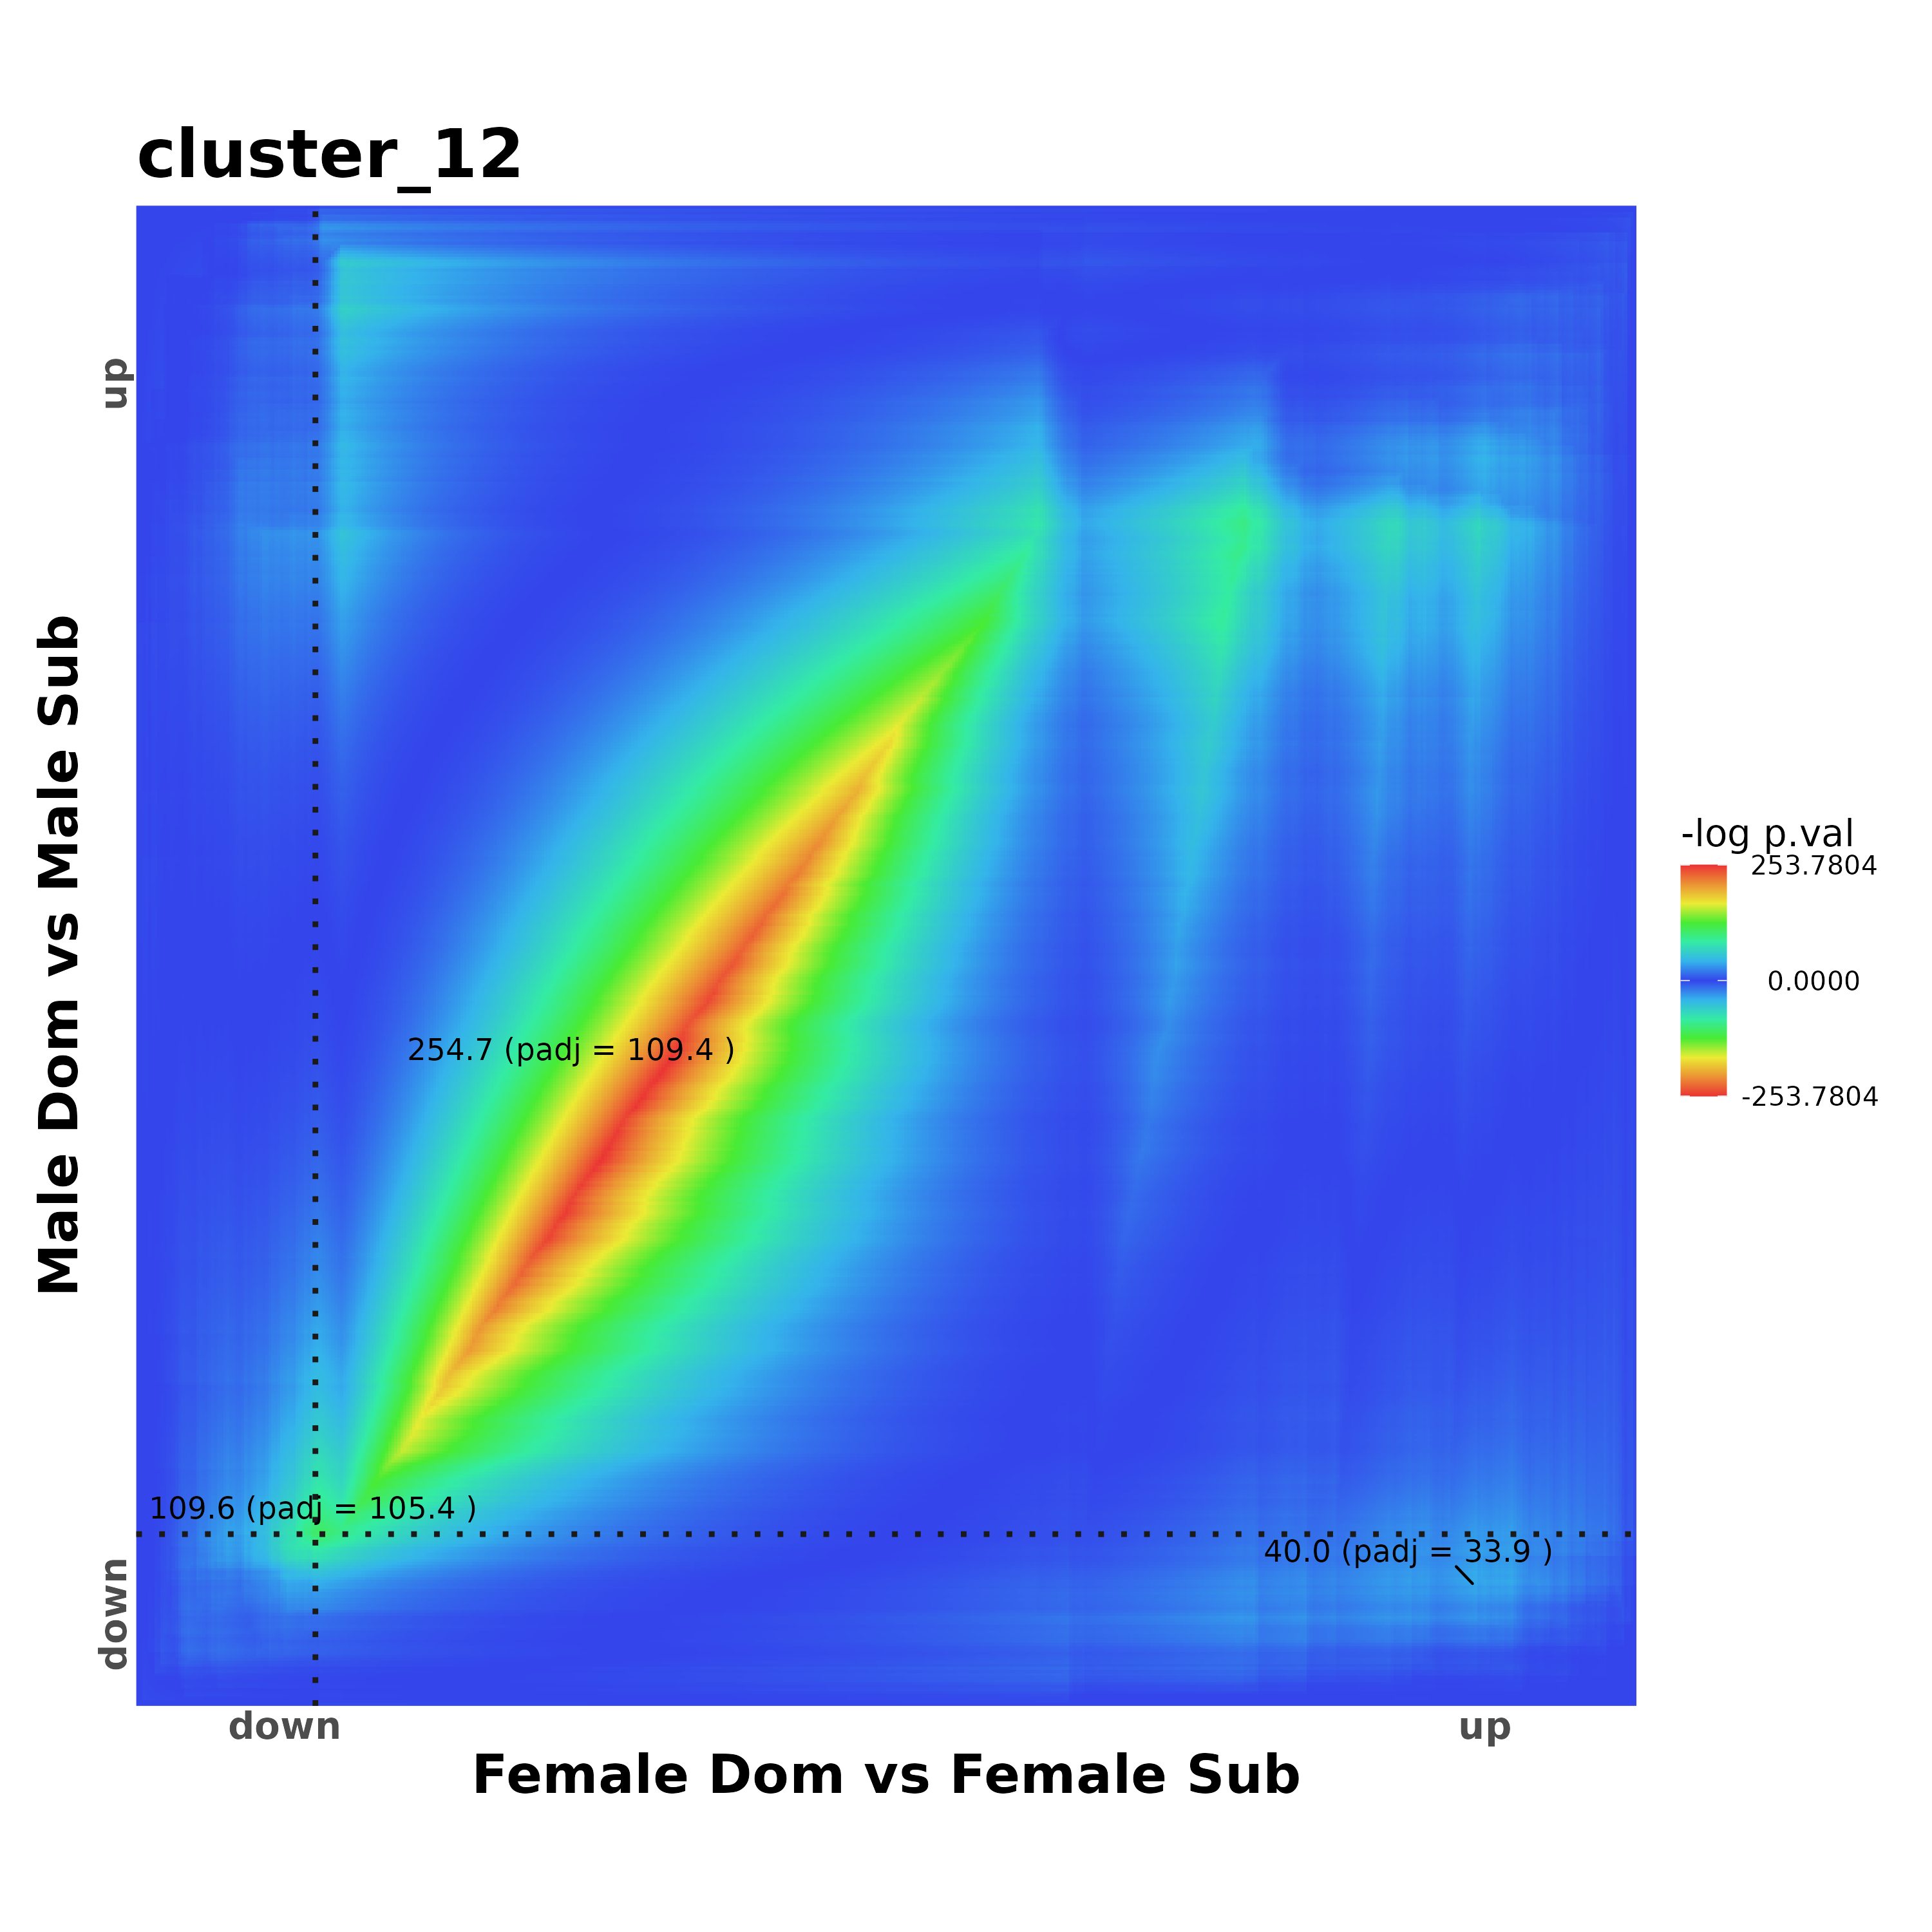 cluster_12
up
Male Dom vs Male Sub
down
254.7 (padj = 109.4 )
109.6 (padj = 105.4 )
40.0 (padj = 33.9 )
down
up
Female Dom vs Female Sub
-log p.val
253.7804
0.0000
-253.7804